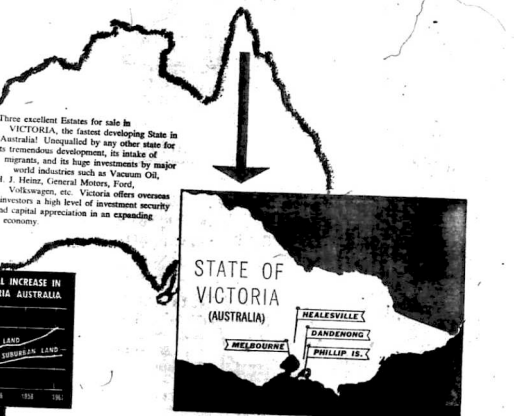 Three excellent Estates for sale in
VICTORIA, the fastest developing State in
Australia! Unequalled by any other state for
its tremendous development, its intake of
migrants, and its huge investments by major
world industries such as Vacuum Oil,
H. J. Heinz, General Motors, Ford,
Volkswagen, etc. Victoria offers overseas
investors a high level of investment security
and capital appreciation in an expanding
economy.
L INCREASE IN
RIA AUSTRALIA
LAND
SUBURBAN LAND
1958
STATE OF
VICTORIA
(AUSTRALIA)
HEALESVILLE
DANDENONG
MELBOURNE
PHILLIP IS.